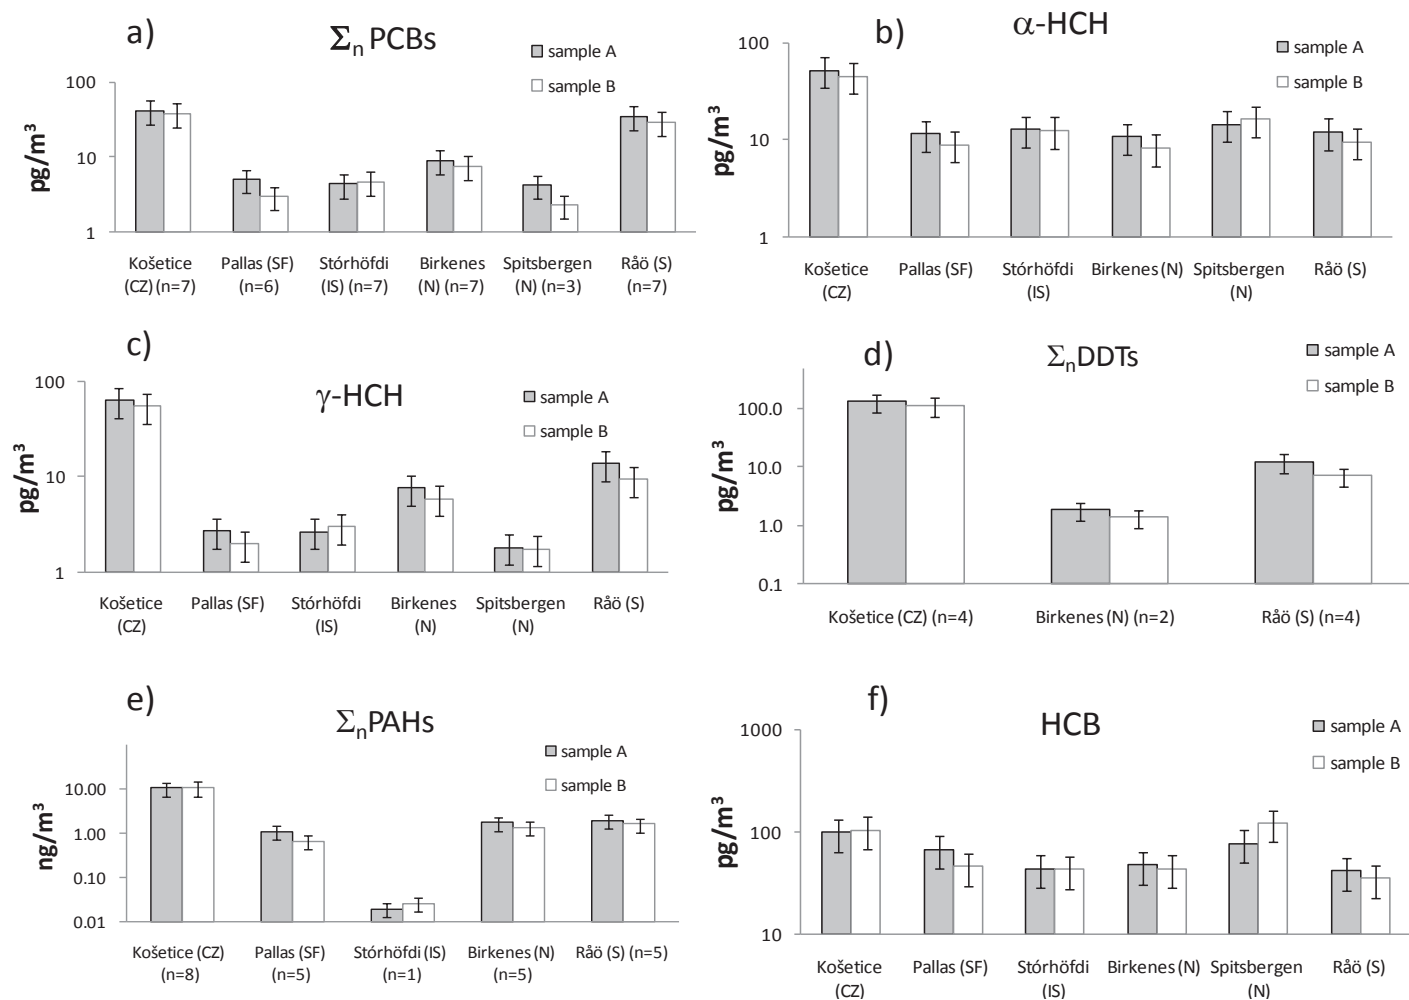 a)
Σn PCBs
sample A
sample B
pg/m³
100
10
1
Košetice
(CZ) (n=7)
Pallas (SF)
(n=6)
Stórhöfdi
(IS) (n=7)
Birkenes
(N) (n=7)
Spitsbergen
(N) (n=3)
Råö (S)
(n=7)
b)
α-HCH
sample A
sample B
pg/m³
100
10
1
Košetice
(CZ)
Pallas (SF)
Stórhöfdi
(IS)
Birkenes (N)
Spitsbergen
(N)
Råö (S)
c)
γ-HCH
sample A
sample B
pg/m³
100
10
1
Košetice
(CZ)
Pallas (SF)
Stórhöfdi
(IS)
Birkenes
(N)
Spitsbergen
(N)
Råö (S)
d)
ΣnDDTs
sample A
sample B
pg/m³
100.0
10.0
1.0
0.1
Košetice (CZ) (n=4)
Birkenes (N) (n=2)
Råö (S) (n=4)
e)
ΣnPAHs
sample A
sample B
ng/m³
10.00
1.00
0.10
0.01
Košetice (CZ)
(n=8)
Pallas (SF)
(n=5)
Stórhöfdi (IS)
(n=1)
Birkenes (N)
(n=5)
Råö (S) (n=5)
f)
HCB
sample A
sample B
pg/m³
1000
100
10
Košetice
(CZ)
Pallas (SF)
Stórhöfdi
(IS)
Birkenes (N)
Spitsbergen
(N)
Råö (S)